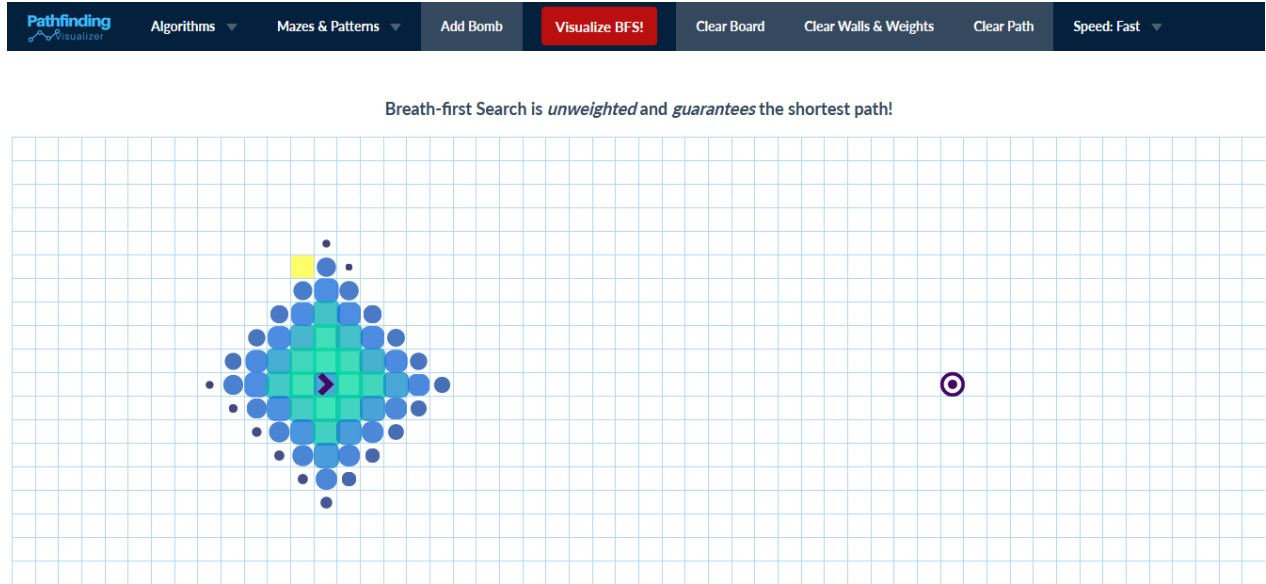 Pathfinding
Visualizer
Algorithms
Mazes & Patterns
Add Bomb
Visualize BFS!
Clear Board
Clear Walls & Weights
Clear Path
Speed: Fast
Breath-first Search is unweighted and guarantees the shortest path!